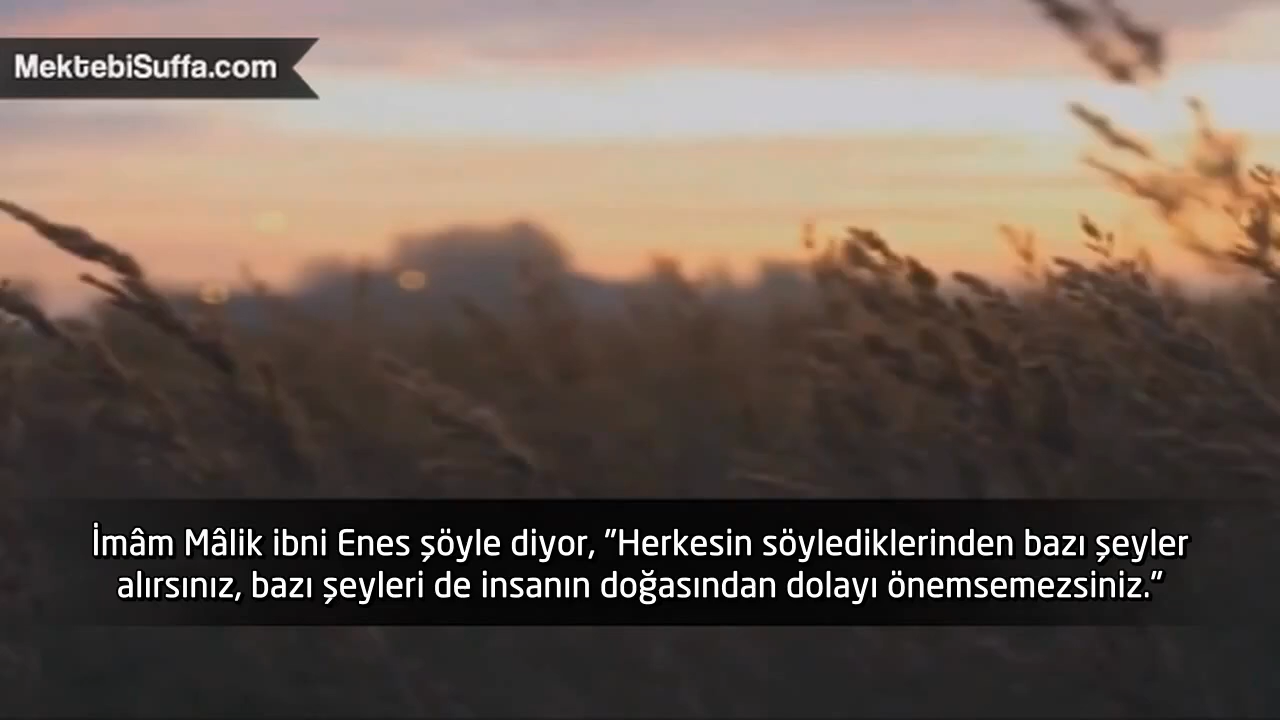 MektebiSuffa.com
İmâm Mâlik ibni Enes şöyle diyor, "Herkesin söylediklerinden bazı şeyler
alırsınız, bazı şeyleri de insanın doğasından dolayı önemsemezsiniz."